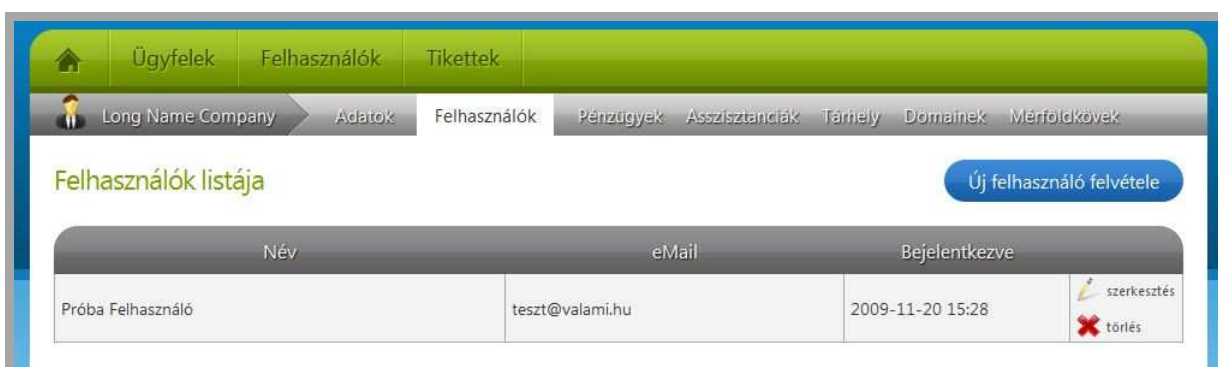 Ügyfelek Felhasználók Tikettek
Long Name Company Adatok Felhasználók Pénzügyek Asszisztanciák Tárhely Domainek Mérföldkövek
Felhasználók listája Új felhasználó felvétele
Név eMail Bejelentkezve
Próba Felhasználó teszt@valami.hu 2009-11-20 15:28 szerkesztés
törlés